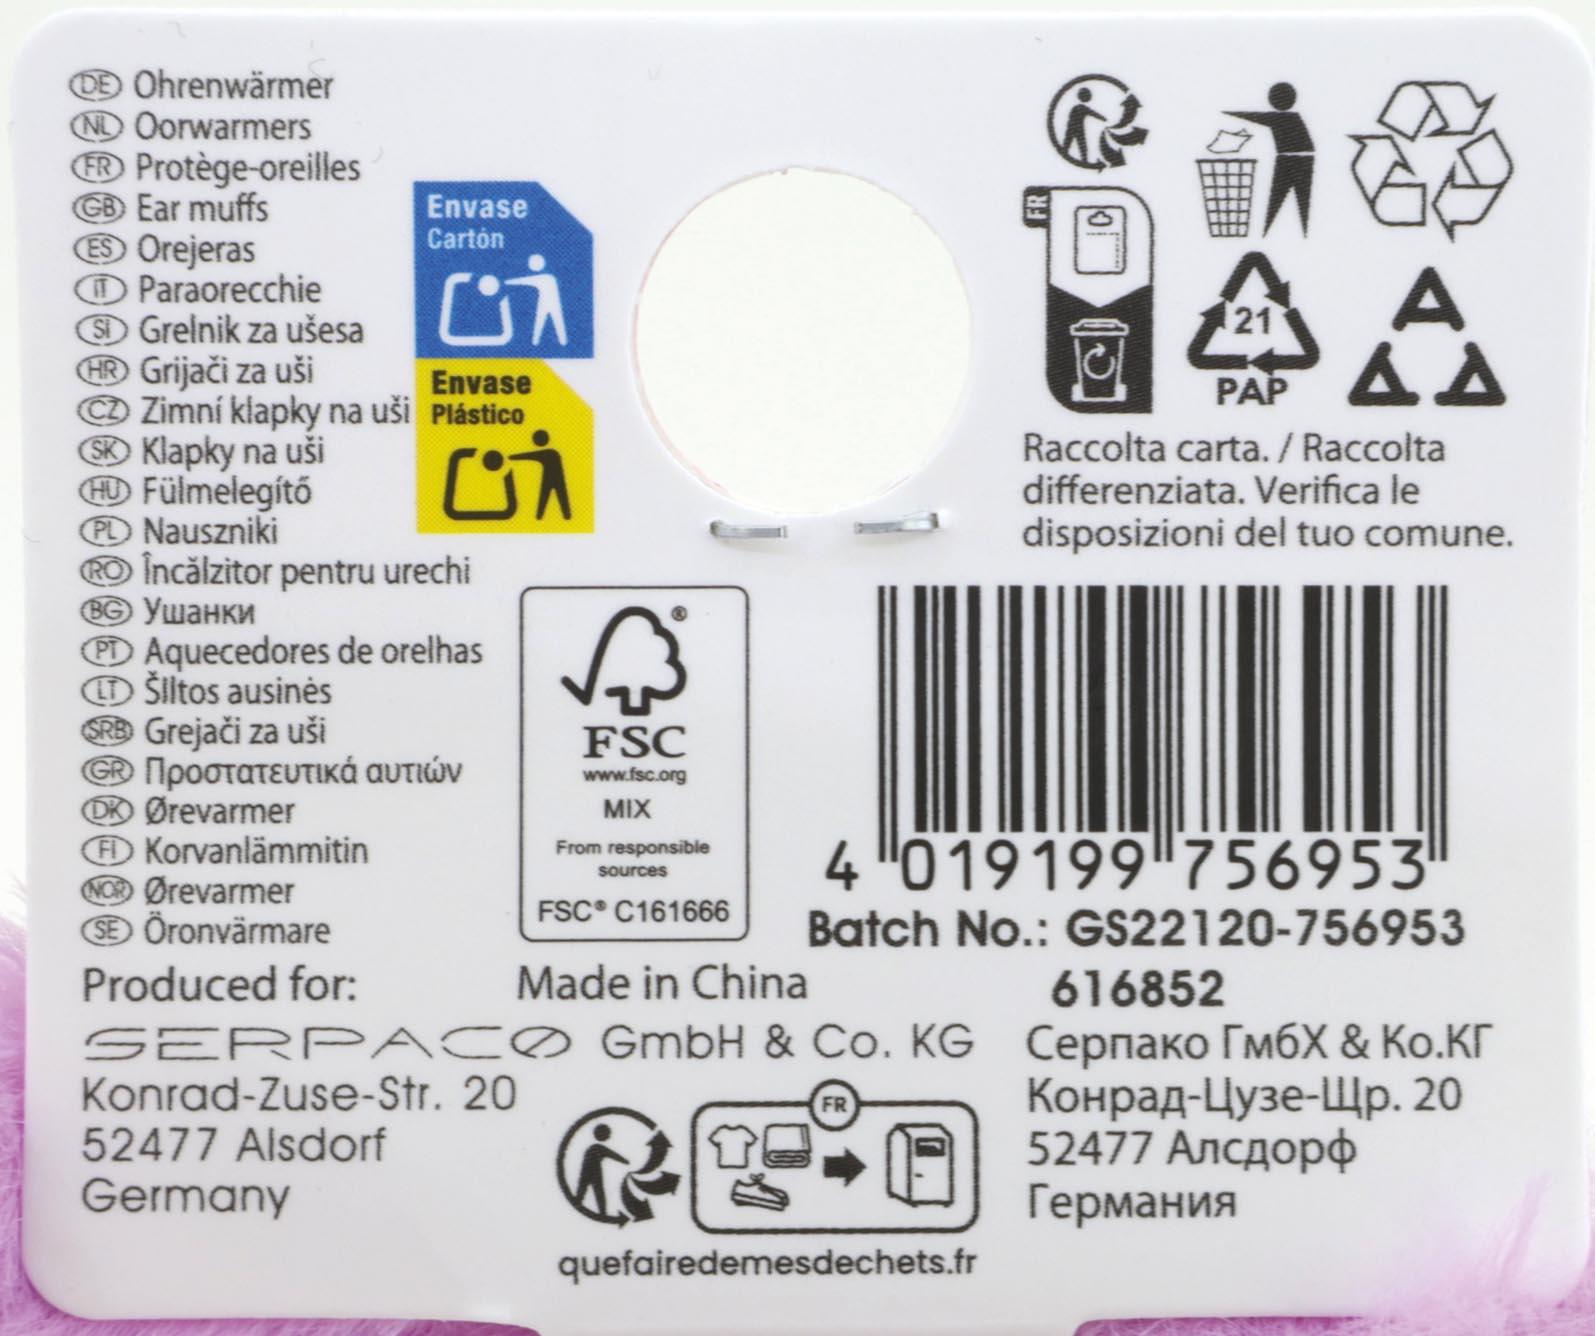 DE Ohrenwärmer
NL Oorwarmers
FR Protège-oreilles
GB Ear muffs
ES Orejeras
IT Paraorecchie
SI Grelnik za ušesa
HR Grijači za uši
CZ Zimní klapky na uši
SK Klapky na uši
HU Fülmelegítő
PL Nauszniki
RO Încălzitor pentru urechi
BG Ушанки
PT Aquecedores de orelhas
LT Šlltos ausinės
SRB Grejači za uši
GR Προστατευτικά αυτιών
DK Ørevarmer
FI Korvanlämmitin
NOR Ørevarmer
SE Öronvärmare
Envase
Cartón
Envase
Plástico
FR
21
PAP
Raccolta carta. / Raccolta
differenziata. Verifica le
disposizioni del tuo comune.
FSC®
www.fsc.org
MIX
From responsible
sources
FSC® C161666
4 019199 756953
Batch No.: GS22120-756953
616852
Produced for:
Made in China
SERPACO GmbH & Co. KG
Konrad-Zuse-Str. 20
52477 Alsdorf
Germany
FR
quefairedemesdechets.fr
Серпако ГмбХ & Ко.КГ
Конрад-Цузе-Щр. 20
52477 Алсдорф
Германия